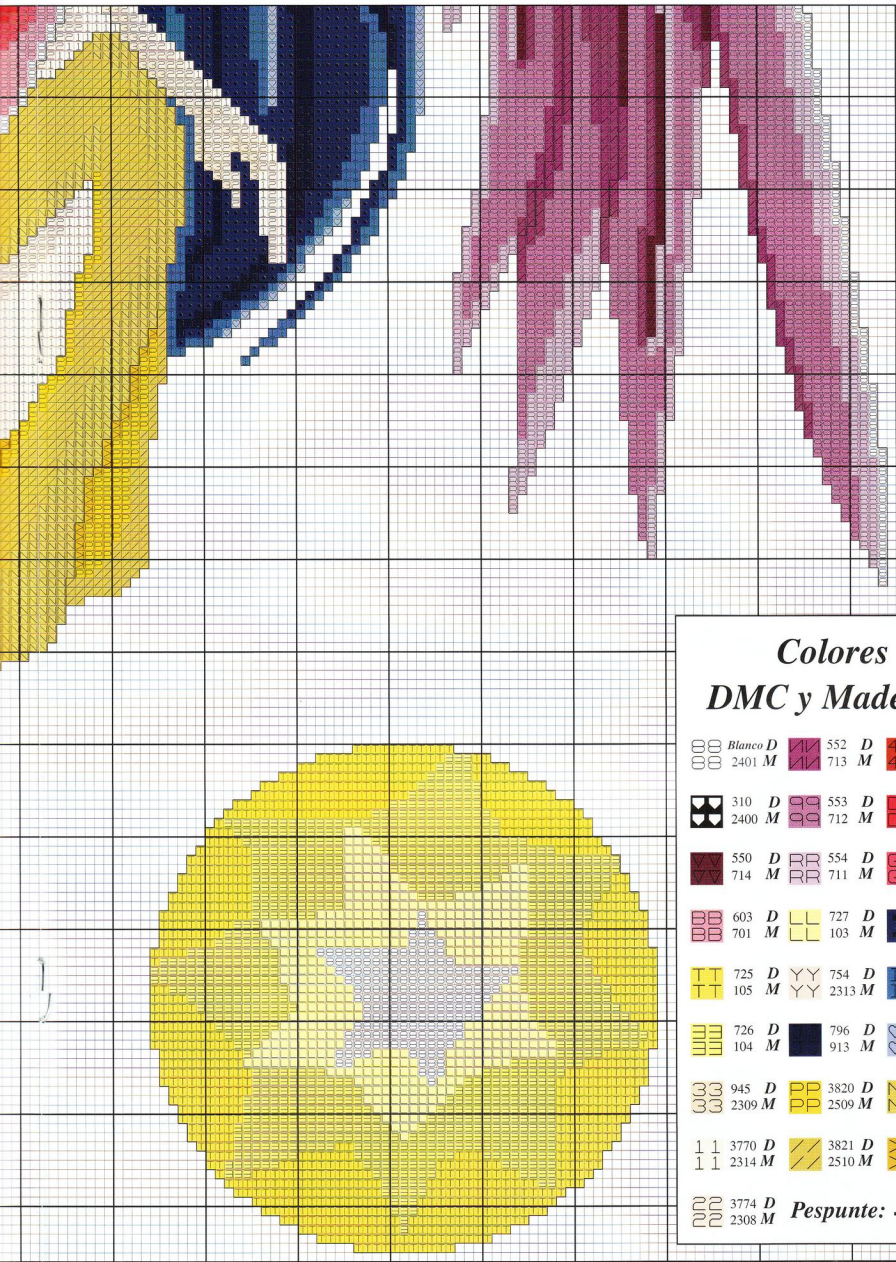 Colores
DMC y Made
Blanco D 552 D
2401 M 713 M
310 D 553 D
2400 M 712 M
550 D 554 D
714 M 711 M
603 D 727 D
701 M 103 M
725 D 754 D
105 M 2313 M
726 D 796 D
104 M 913 M
945 D 3820 D
2309 M 2509 M
3770 D 3821 D
2314 M 2510 M
3774 D
2308 M
Pespunte: